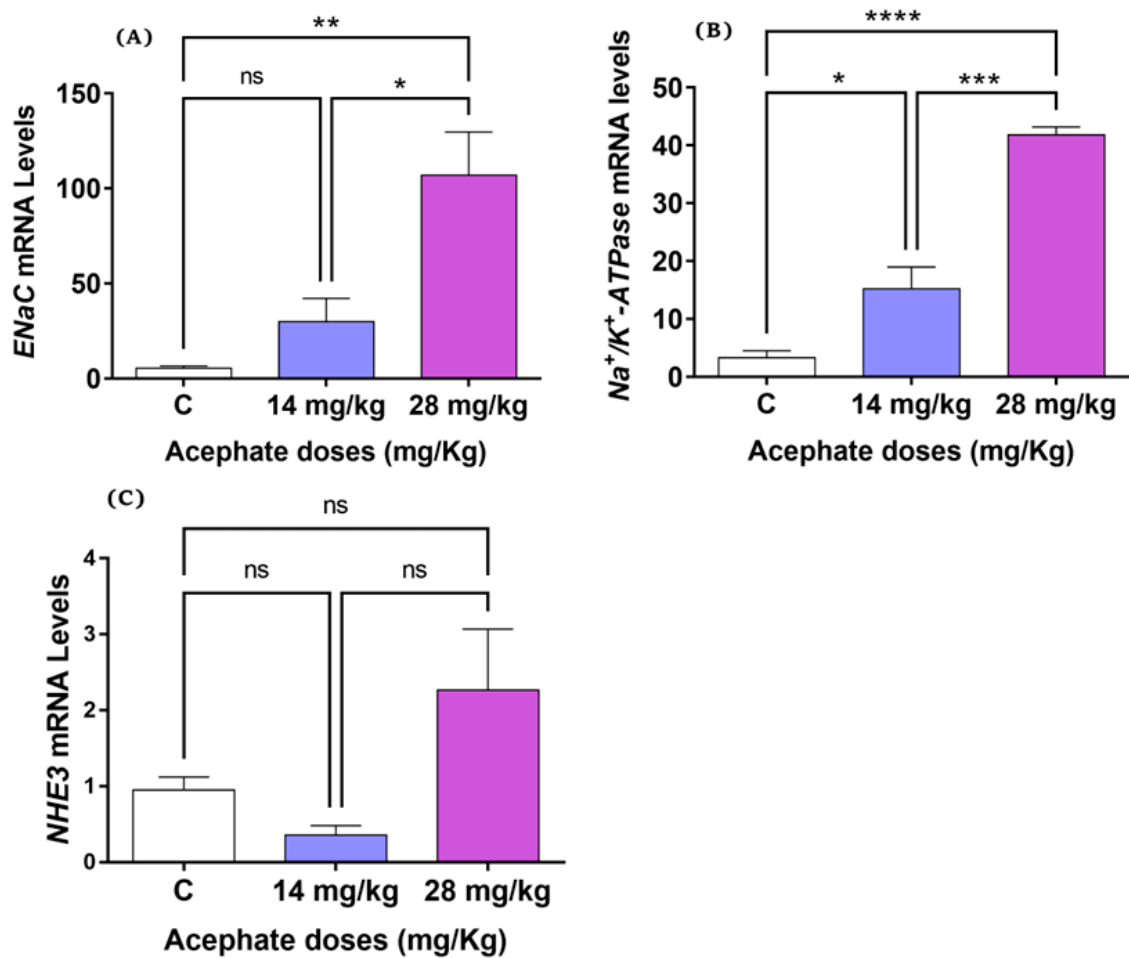 (A)
**
ns
*
150
100
50
0
ENaC mRNA Levels
C 14 mg/kg 28 mg/kg
Acephate doses (mg/Kg)
(B)
****
*
***
50
40
30
20
10
0
Na⁺/K⁺-ATPase mRNA levels
C 14 mg/kg 28 mg/kg
Acephate doses (mg/Kg)
(C)
ns
ns
ns
4
3
2
1
0
NHE3 mRNA Levels
C 14 mg/kg 28 mg/kg
Acephate doses (mg/Kg)